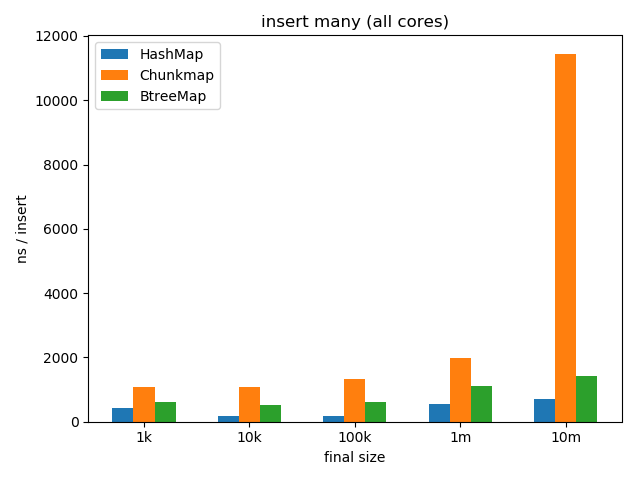 insert many (all cores)
HashMap
Chunkmap
BtreeMap
ns / insert
12000
10000
8000
6000
4000
2000
0
1k 10k 100k 1m 10m
final size